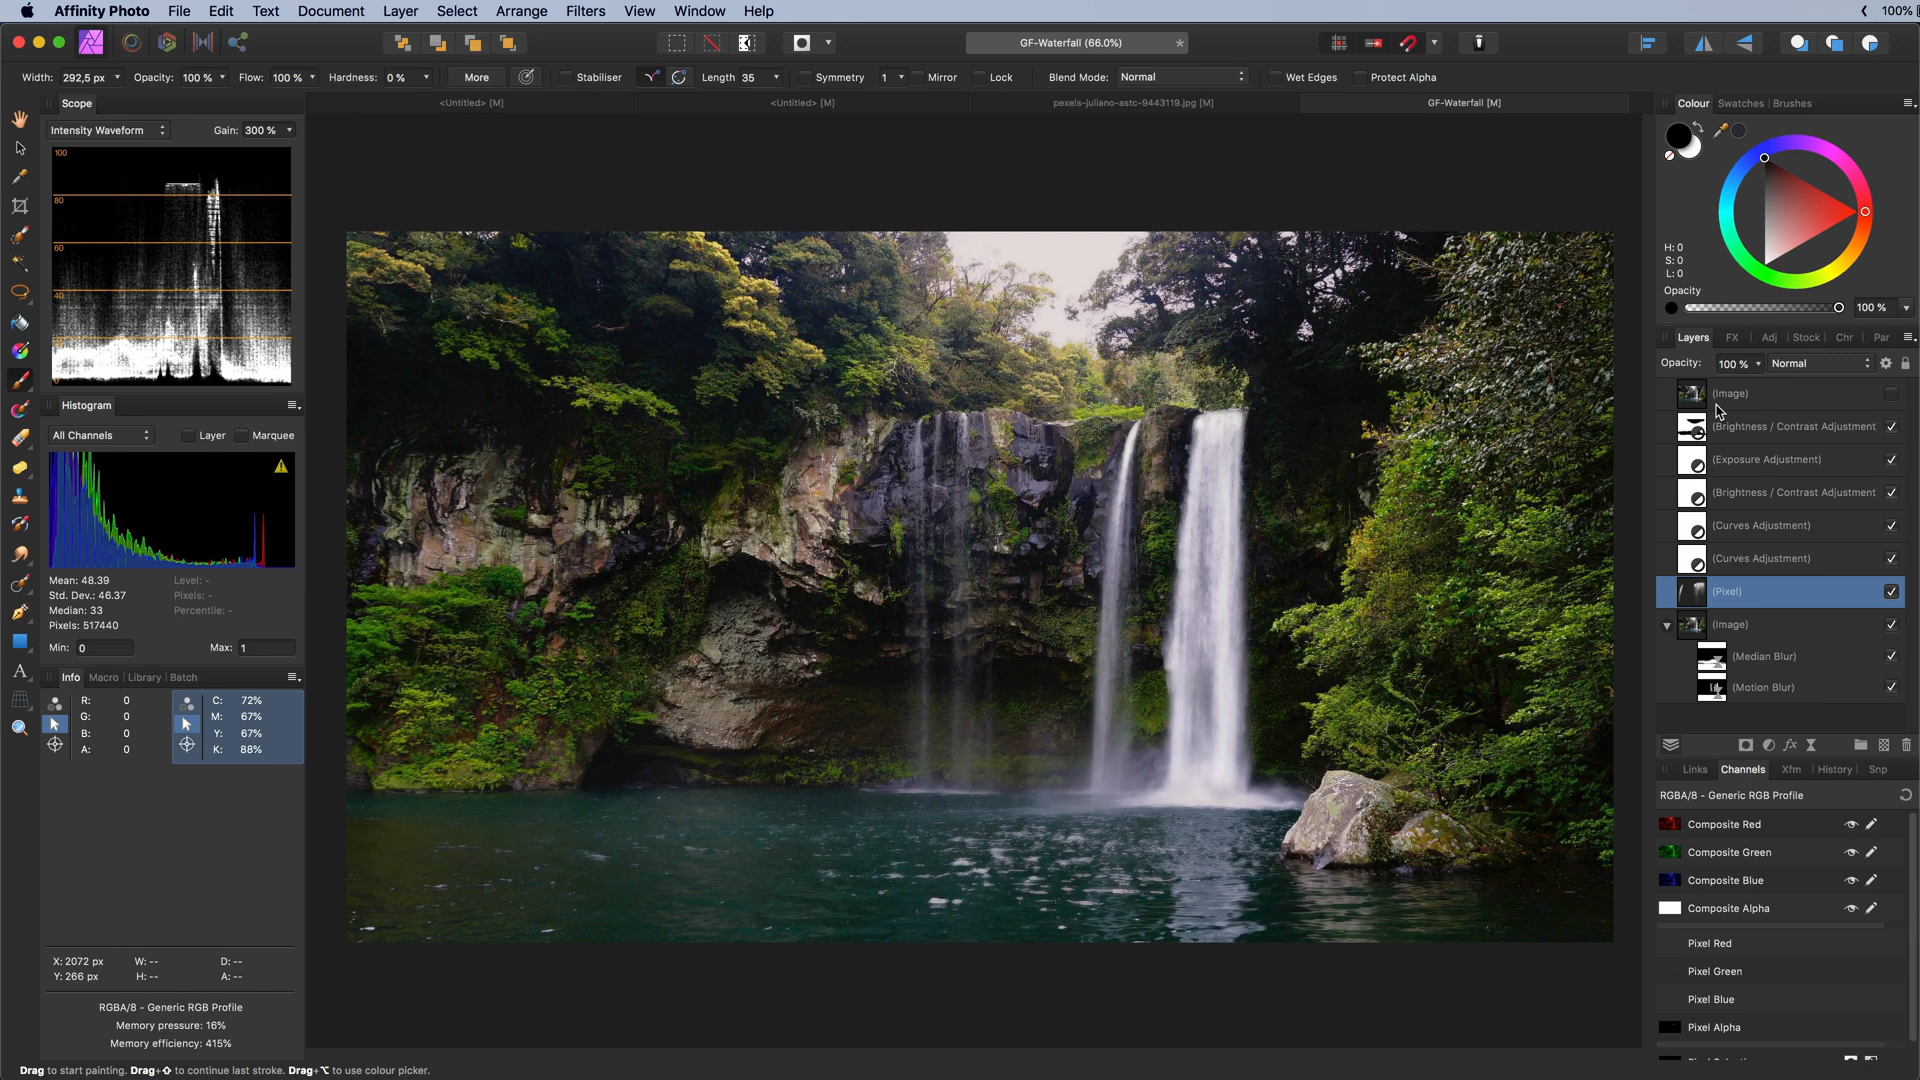 Affinity Photo File Edit Text Document Layer Select Arrange Filters View Window Help 100%
GF-Waterfall (66.0%)
Width: 292,5 px Opacity: 100 % Flow: 100 % Hardness: 0 % More Stabiliser Length 35 Symmetry 1 Mirror Lock Blend Mode: Normal Wet Edges Protect Alpha
Scope
<Untitled> [M] <Untitled> [M] pexels-juliano-astc-9443119.jpg [M] GF-Waterfall [M]
Intensity Waveform Gain: 300 %
100
80
60
40
Histogram
All Channels Layer Marquee
Mean: 48.39 Level: -
Std. Dev.: 46.37 Pixels: -
Median: 33 Percentile: -
Pixels: 517440
Min: 0 Max: 1
Info Macro Library Batch
R: 0 C: 72%
G: 0 M: 67%
B: 0 Y: 67%
A: 0 K: 88%
X: 2072 px W: -- D: --
Y: 266 px H: -- A: --
RGBA/8 - Generic RGB Profile
Memory pressure: 16%
Memory efficiency: 415%
Drag to start painting. Drag+⇧ to continue last stroke. Drag+⌥ to use colour picker.
Colour Swatches Brushes
H: 0
S: 0
L: 0
Opacity
100 %
Layers FX Adj Stock Chr Par
Opacity: 100 % Normal
(Image)
(Brightness / Contrast Adjustment
(Exposure Adjustment)
(Brightness / Contrast Adjustment
(Curves Adjustment)
(Curves Adjustment)
(Pixel)
(Image)
(Median Blur)
(Motion Blur)
Links Channels Xfm History Snp
RGBA/8 - Generic RGB Profile
Composite Red
Composite Green
Composite Blue
Composite Alpha
Pixel Red
Pixel Green
Pixel Blue
Pixel Alpha